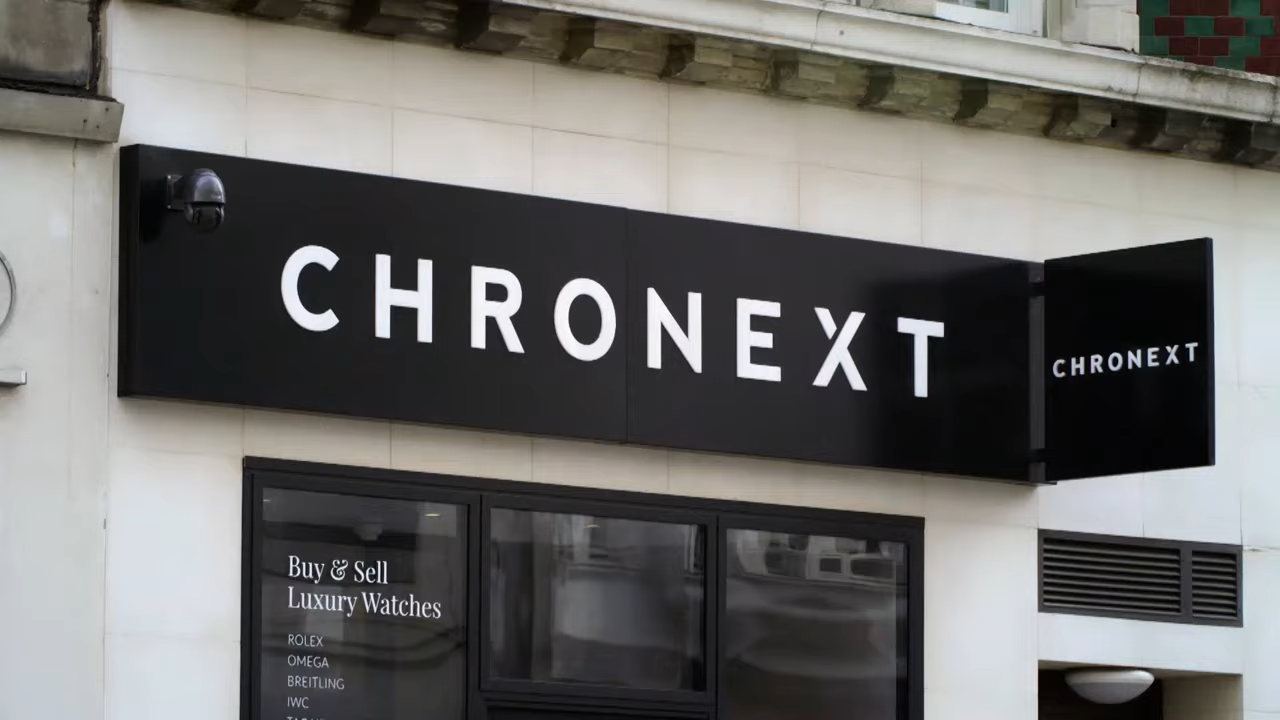 CHRONEXT
CHRONEXT
Buy & Sell
Luxury Watches
ROLEX
OMEGA
BREITLING
IWC